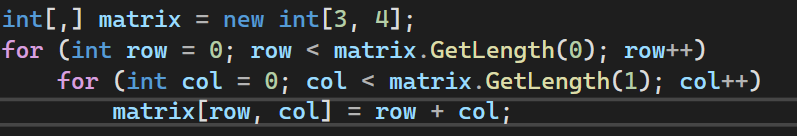 int[,] matrix = new int[3, 4];
for (int row = 0; row < matrix.GetLength(0); row++)
    for (int col = 0; col < matrix.GetLength(1); col++)
        matrix[row, col] = row + col;